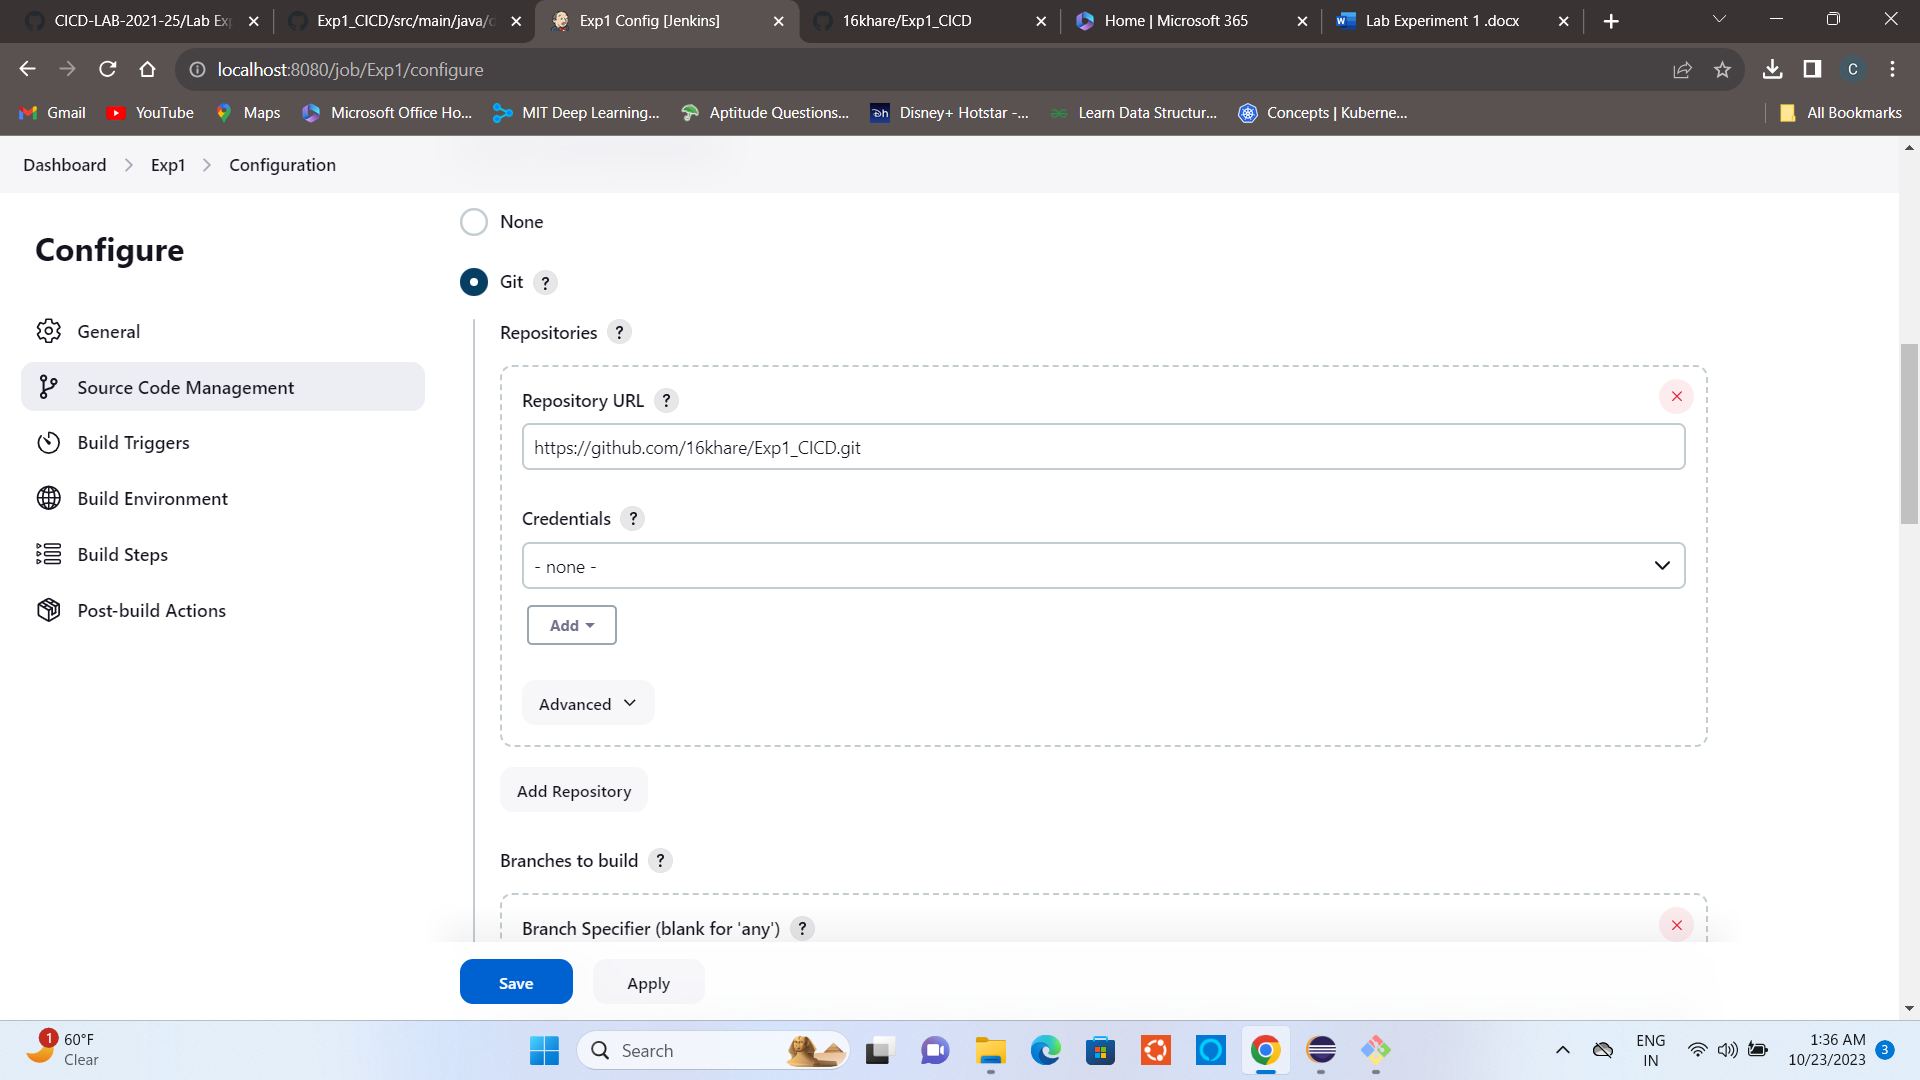 CICD-LAB-2021-25/Lab Exp
Exp1_CICD/src/main/java/d
Exp1 Config [Jenkins]
16khare/Exp1_CICD
Home | Microsoft 365
Lab Experiment 1 .docx
localhost:8080/job/Exp1/configure
C
Gmail
YouTube
Maps
Microsoft Office Ho...
MIT Deep Learning...
Aptitude Questions...
Disney+ Hotstar -...
Learn Data Structur...
Concepts | Kuberne...
All Bookmarks
Dashboard > Exp1 > Configuration
Configure
General
Source Code Management
Build Triggers
Build Environment
Build Steps
Post-build Actions
None
Git ?
Repositories ?
Repository URL ?
https://github.com/16khare/Exp1_CICD.git
Credentials ?
- none -
Add
Advanced
Add Repository
Branches to build ?
Branch Specifier (blank for 'any') ?
Save
Apply
1
60°F
Clear
Search
ENG
IN
1:36 AM
10/23/2023
3